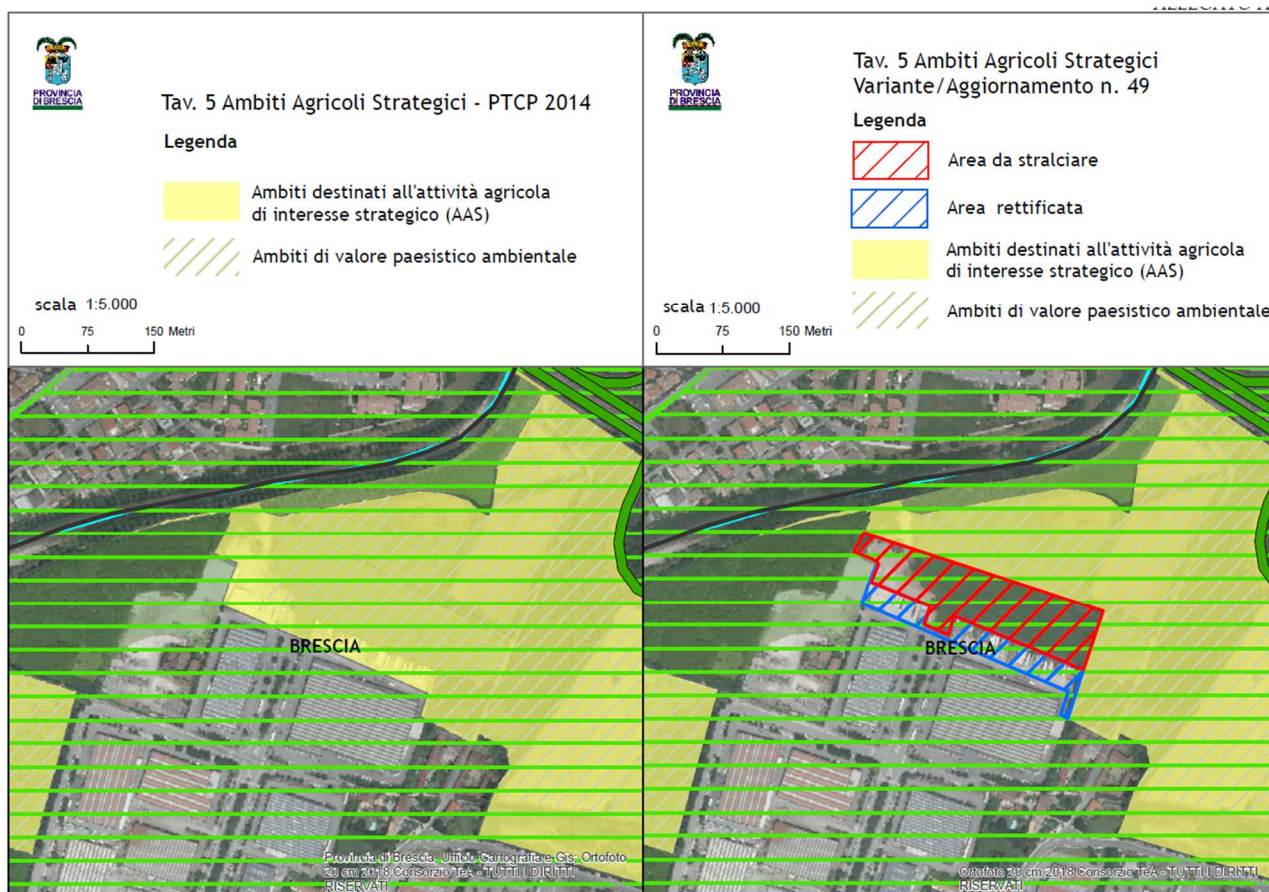 PROVINCIA
DI BRESCIA
Tav. 5 Ambiti Agricoli Strategici - PTCP 2014
Legenda
Ambiti destinati all'attività agricola
di interesse strategico (AAS)
Ambiti di valore paesistico ambientale
scala 1:5.000
0 75 150 Metri
BRESCIA
Provincia di Brescia, Ufficio Cartografia e Gis; Ortofoto
20 cm 2018 Consorzio TeA - TUTTI I DIRITTI
RISERVATI
PROVINCIA
DI BRESCIA
Tav. 5 Ambiti Agricoli Strategici
Variante/Aggiornamento n. 49
Legenda
Area da stralciare
Area rettificata
Ambiti destinati all'attività agricola
di interesse strategico (AAS)
Ambiti di valore paesistico ambientale
scala 1:5.000
0 75 150 Metri
BRESCIA
Ortofoto 20 cm 2018 Consorzio TeA - TUTTI I DIRITTI
RISERVATI